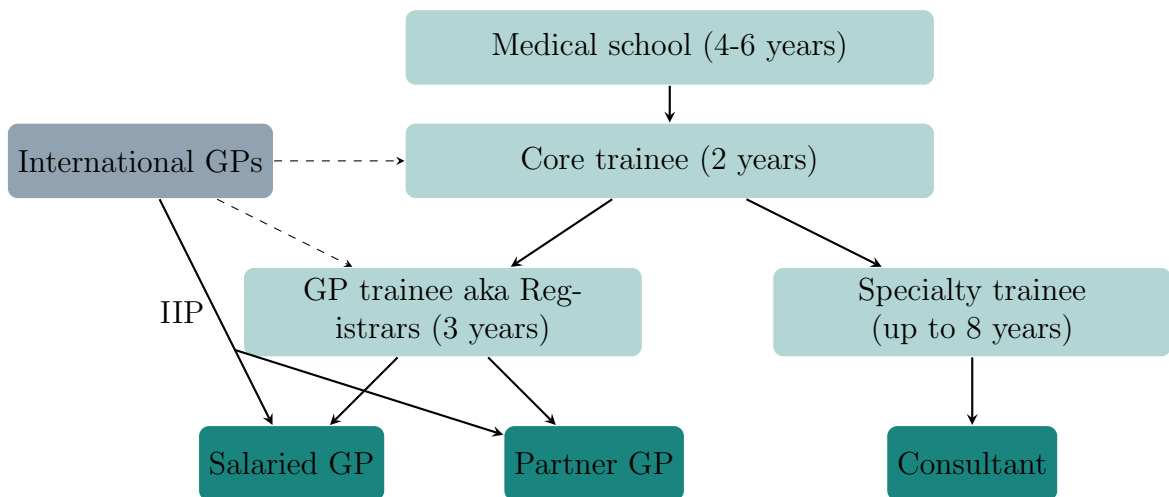 Medical school (4-6 years)
International GPs
Core trainee (2 years)
GP trainee aka Reg-
istrars (3 years)
Specialty trainee
(up to 8 years)
IIP
Salaried GP
Partner GP
Consultant